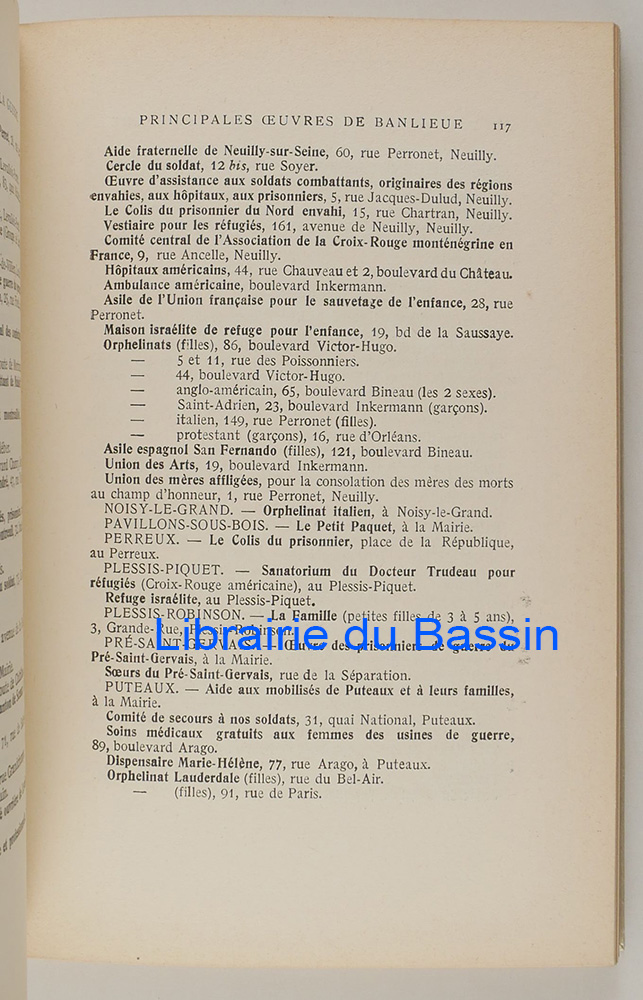 PRINCIPALES ŒUVRES DE BANLIEUE 117
Aide fraternelle de Neuilly-sur-Seine, 60, rue Perronet, Neuilly.
Cercle du soldat, 12 bis, rue Soyer.
Œuvre d'assistance aux soldats combattants, originaires des régions
envahies, aux hôpitaux, aux prisonniers, 5, rue Jacques-Dulud, Neuilly.
Le Colis du prisonnier du Nord envahi, 15, rue Chartran, Neuilly.
Vestiaire pour les réfugiés, 161, avenue de Neuilly, Neuilly.
Comité central de l'Association de la Croix-Rouge monténégrine en
France, 9, rue Ancelle, Neuilly.
Hôpitaux américains, 44, rue Chauveau et 2, boulevard du Château.
Ambulance américaine, boulevard Inkermann.
Asile de l'Union française pour le sauvetage de l'enfance, 28, rue
Perronet.
Maison israélite de refuge pour l'enfance, 19, bd de la Saussaye.
Orphelinats (filles), 86, boulevard Victor-Hugo.
— 5 et 11, rue des Poissonniers.
— 44, boulevard Victor-Hugo.
— anglo-américain, 65, boulevard Bineau (les 2 sexes).
— Saint-Adrien, 23, boulevard Inkermann (garçons).
— italien, 149, rue Perronet (filles).
— protestant (garçons), 16, rue d'Orléans.
Asile espagnol San Fernando (filles), 121, boulevard Bineau.
Union des Arts, 19, boulevard Inkermann.
Union des mères affligées, pour la consolation des mères des morts
au champ d'honneur, 1, rue Perronet, Neuilly.
NOISY-LE-GRAND. — Orphelinat italien, à Noisy-le-Grand.
PAVILLONS-SOUS-BOIS. — Le Petit Paquet, à la Mairie.
PERREUX. — Le Colis du prisonnier, place de la République,
au Perreux.
PLESSIS-PIQUET. — Sanatorium du Docteur Trudeau pour
réfugiés (Croix-Rouge américaine), au Plessis-Piquet.
Refuge israélite, au Plessis-Piquet.
PLESSIS-ROBINSON. — La Famille (petites filles de 3 à 5 ans),
3, Grande-Rue, Plessis-Robinson.
Librairie du Bassin
PRÉ-SAINT-GERVAIS. — Œuvre des prisonniers de guerre du
Pré-Saint-Gervais, à la Mairie.
Sœurs du Pré-Saint-Gervais, rue de la Séparation.
PUTEAUX. — Aide aux mobilisés de Puteaux et à leurs familles,
à la Mairie.
Comité de secours à nos soldats, 31, quai National, Puteaux.
Soins médicaux gratuits aux femmes des usines de guerre,
89, boulevard Arago.
Dispensaire Marie-Hélène, 77, rue Arago, à Puteaux.
Orphelinat Lauderdale (filles), rue du Bel-Air.
— (filles), 91, rue de Paris.